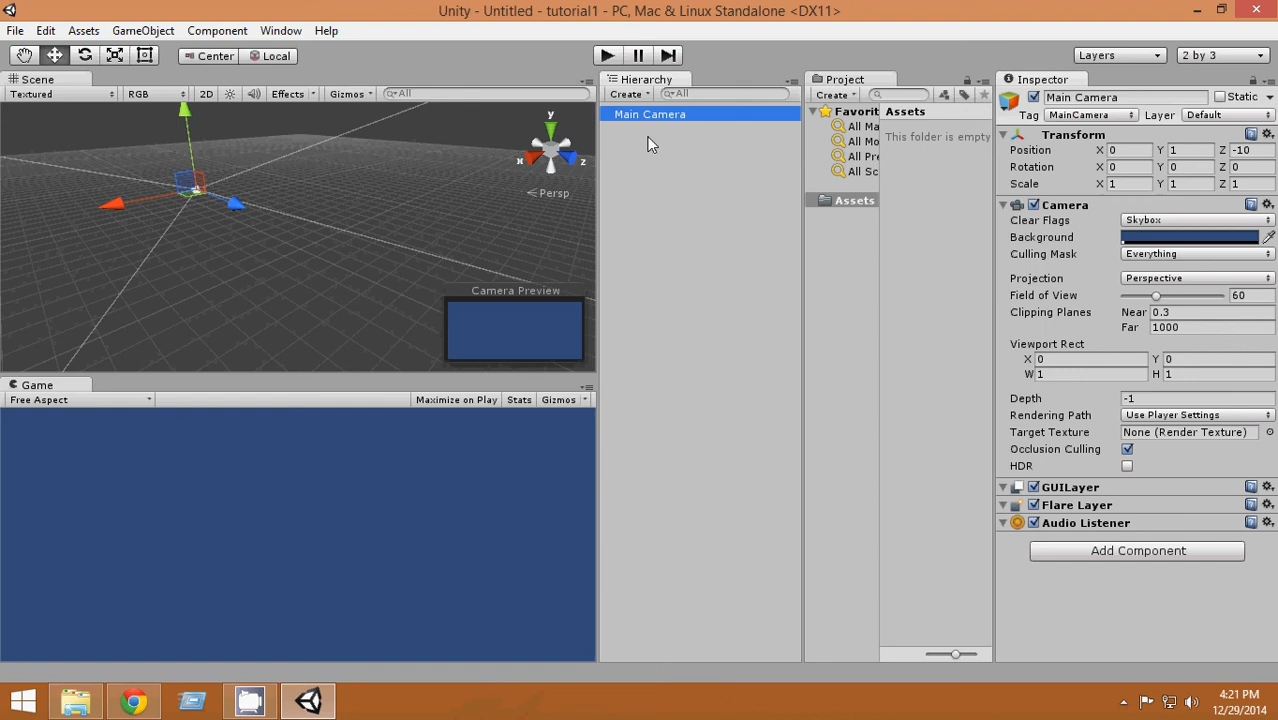 Unity - Untitled - tutorial1 - PC, Mac & Linux Standalone <DX11>
File Edit Assets GameObject Component Window Help
Center Local Layers 2 by 3
Scene
Textured RGB 2D Effects Gizmos All
y
x z
Persp
Camera Preview
Game
Free Aspect Maximize on Play Stats Gizmos
Hierarchy
Create All
Main Camera
Project
Create
Favorit
All Ma
All Mo
All Pre
All Sc
Assets
Assets
This folder is empty
Inspector
Main Camera Static
Tag MainCamera Layer Default
Transform
Position X 0 Y 1 Z -10
Rotation X 0 Y 0 Z 0
Scale X 1 Y 1 Z 1
Camera
Clear Flags Skybox
Background
Culling Mask Everything
Projection Perspective
Field of View 60
Clipping Planes Near 0.3
Far 1000
Viewport Rect
X 0 Y 0
W 1 H 1
Depth -1
Rendering Path Use Player Settings
Target Texture None (Render Texture)
Occlusion Culling
HDR
GUILayer
Flare Layer
Audio Listener
Add Component
4:21 PM
12/29/2014